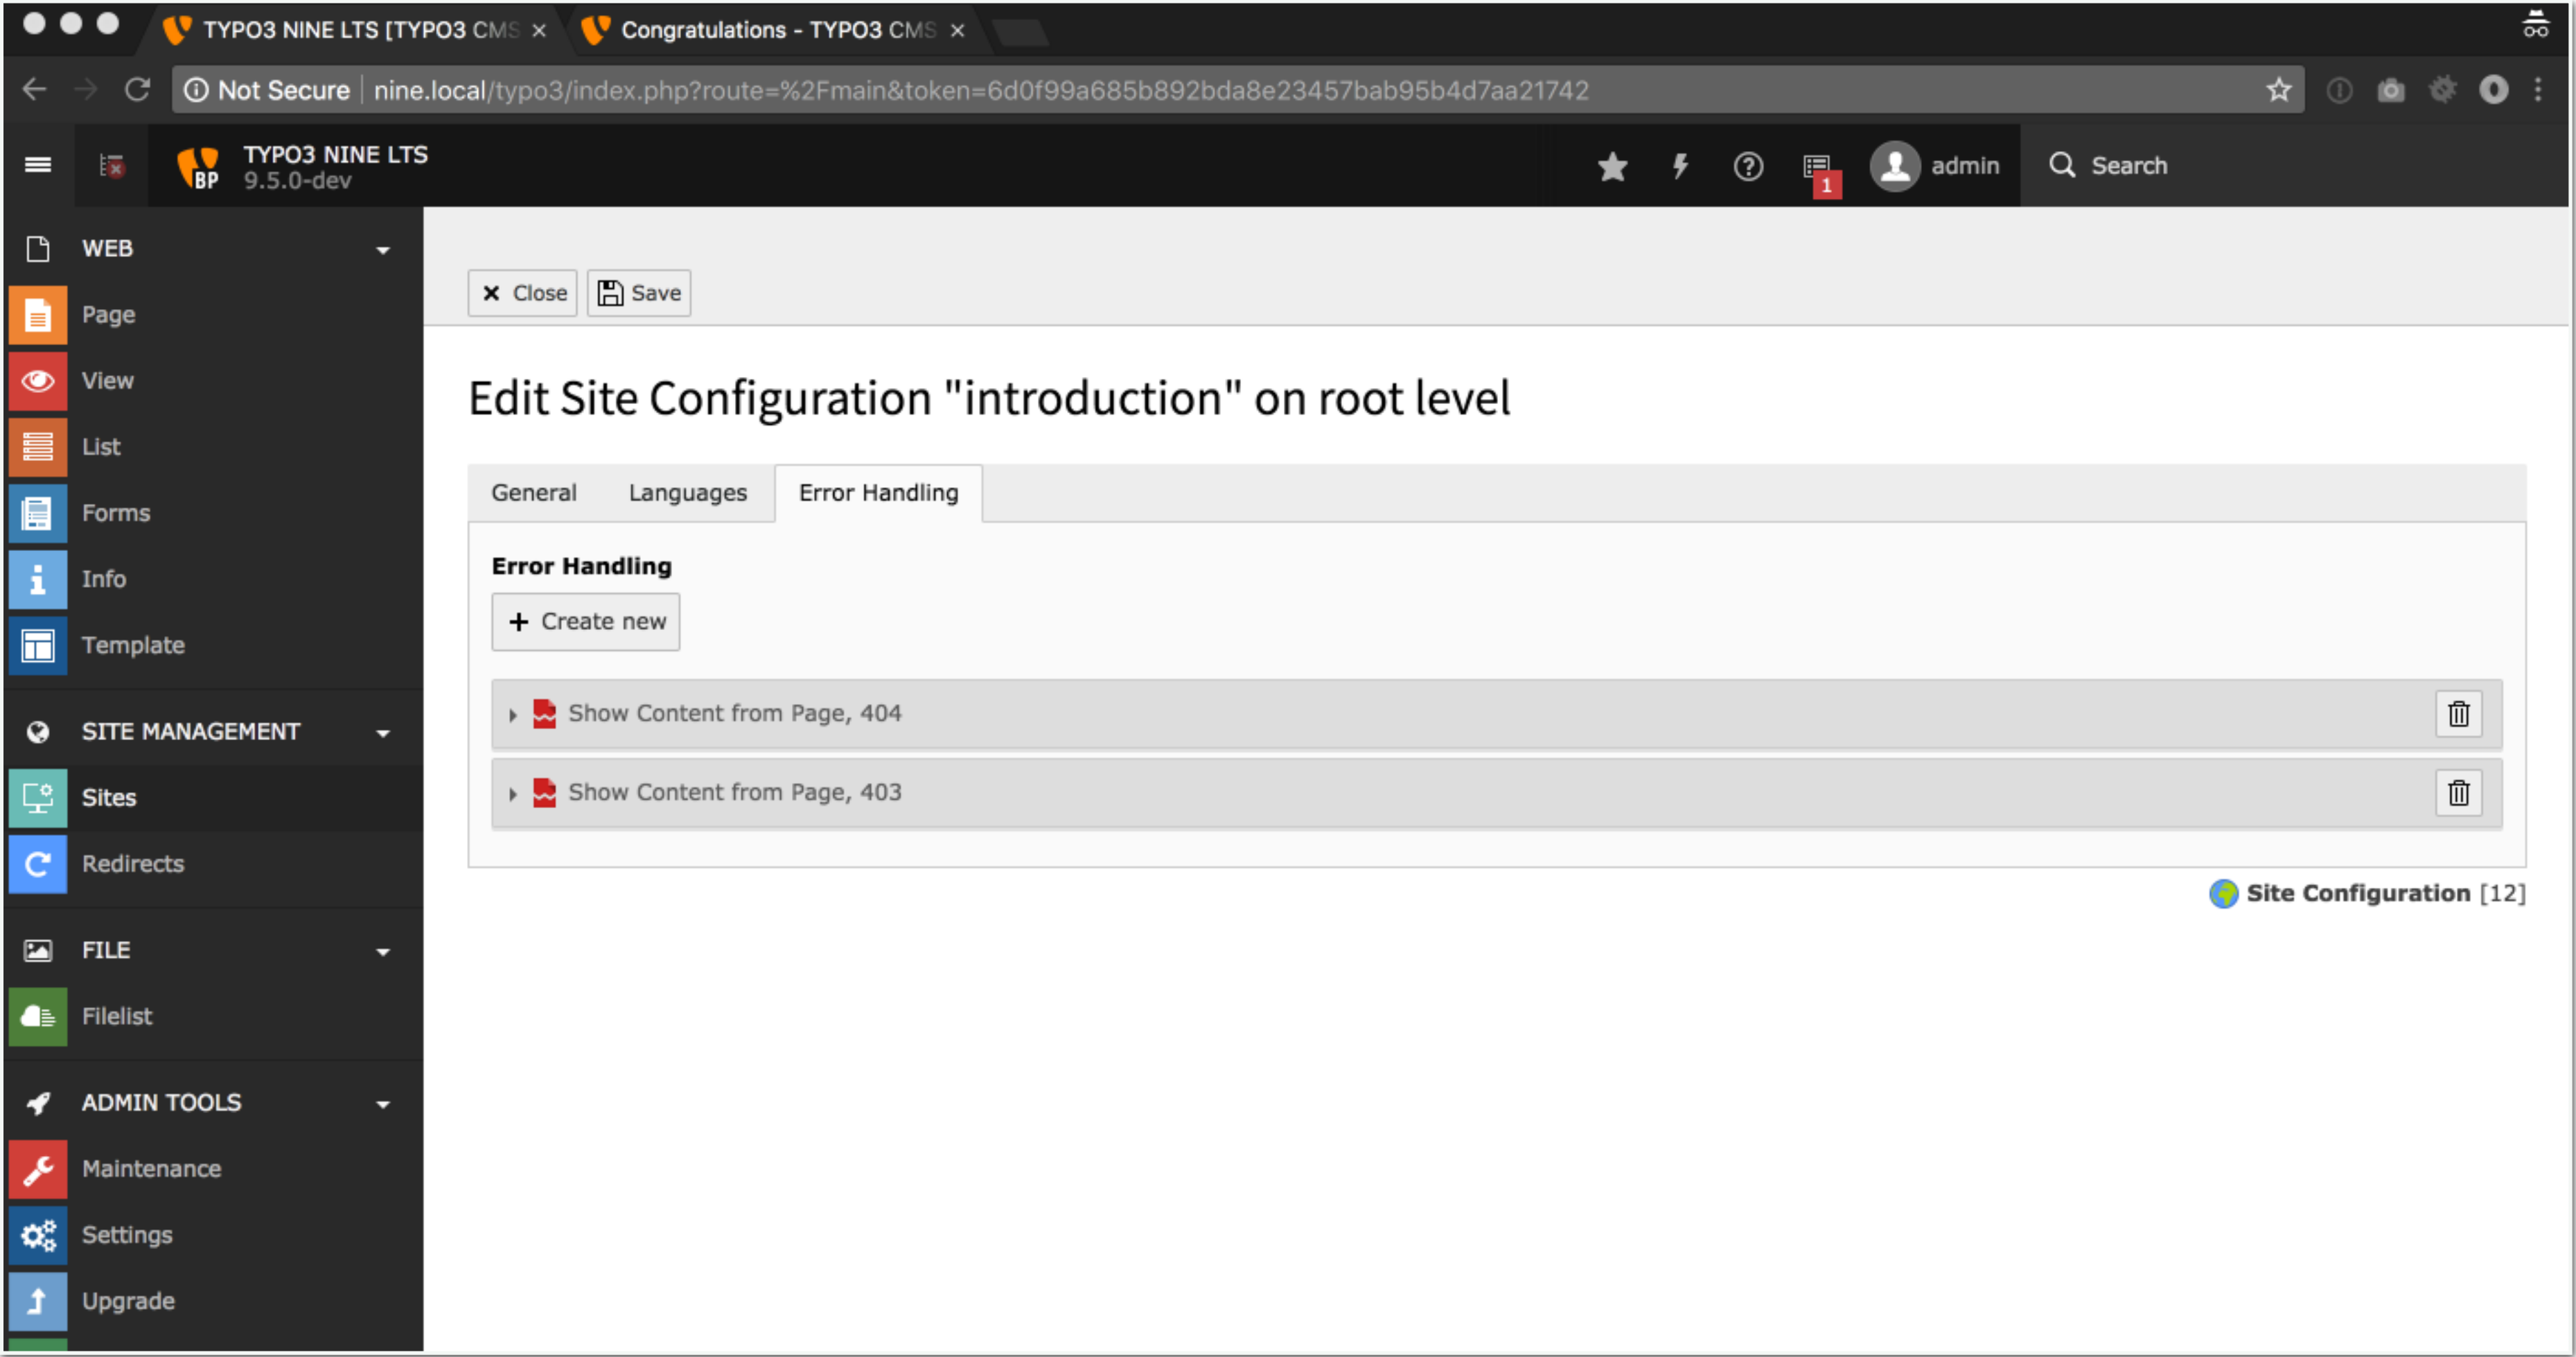 TYPO3 NINE LTS [TYPO3 CMS
Congratulations - TYPO3 CMS
Not Secure
nine.local/typo3/index.php?route=%2Fmain&token=6d0f99a685b892bda8e23457bab95b4d7aa21742
BP
TYPO3 NINE LTS
9.5.0-dev
1
admin
Search
WEB
Page
View
List
Forms
Info
Template
SITE MANAGEMENT
Sites
Redirects
FILE
Filelist
ADMIN TOOLS
Maintenance
Settings
Upgrade
Close
Save
Edit Site Configuration "introduction" on root level
General
Languages
Error Handling
Error Handling
+ Create new
Show Content from Page, 404
Show Content from Page, 403
Site Configuration [12]